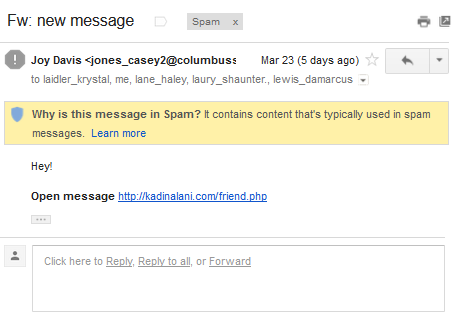 Fw: new message
Spam x
Joy Davis <jones_casey2@columbuss
Mar 23 (5 days ago)
to laidler_krystal, me, lane_haley, laury_shaunter., lewis_damarcus
Why is this message in Spam? It contains content that's typically used in spam
messages. Learn more
Hey!
Open message http://kadinalani.com/friend.php
Click here to Reply, Reply to all, or Forward